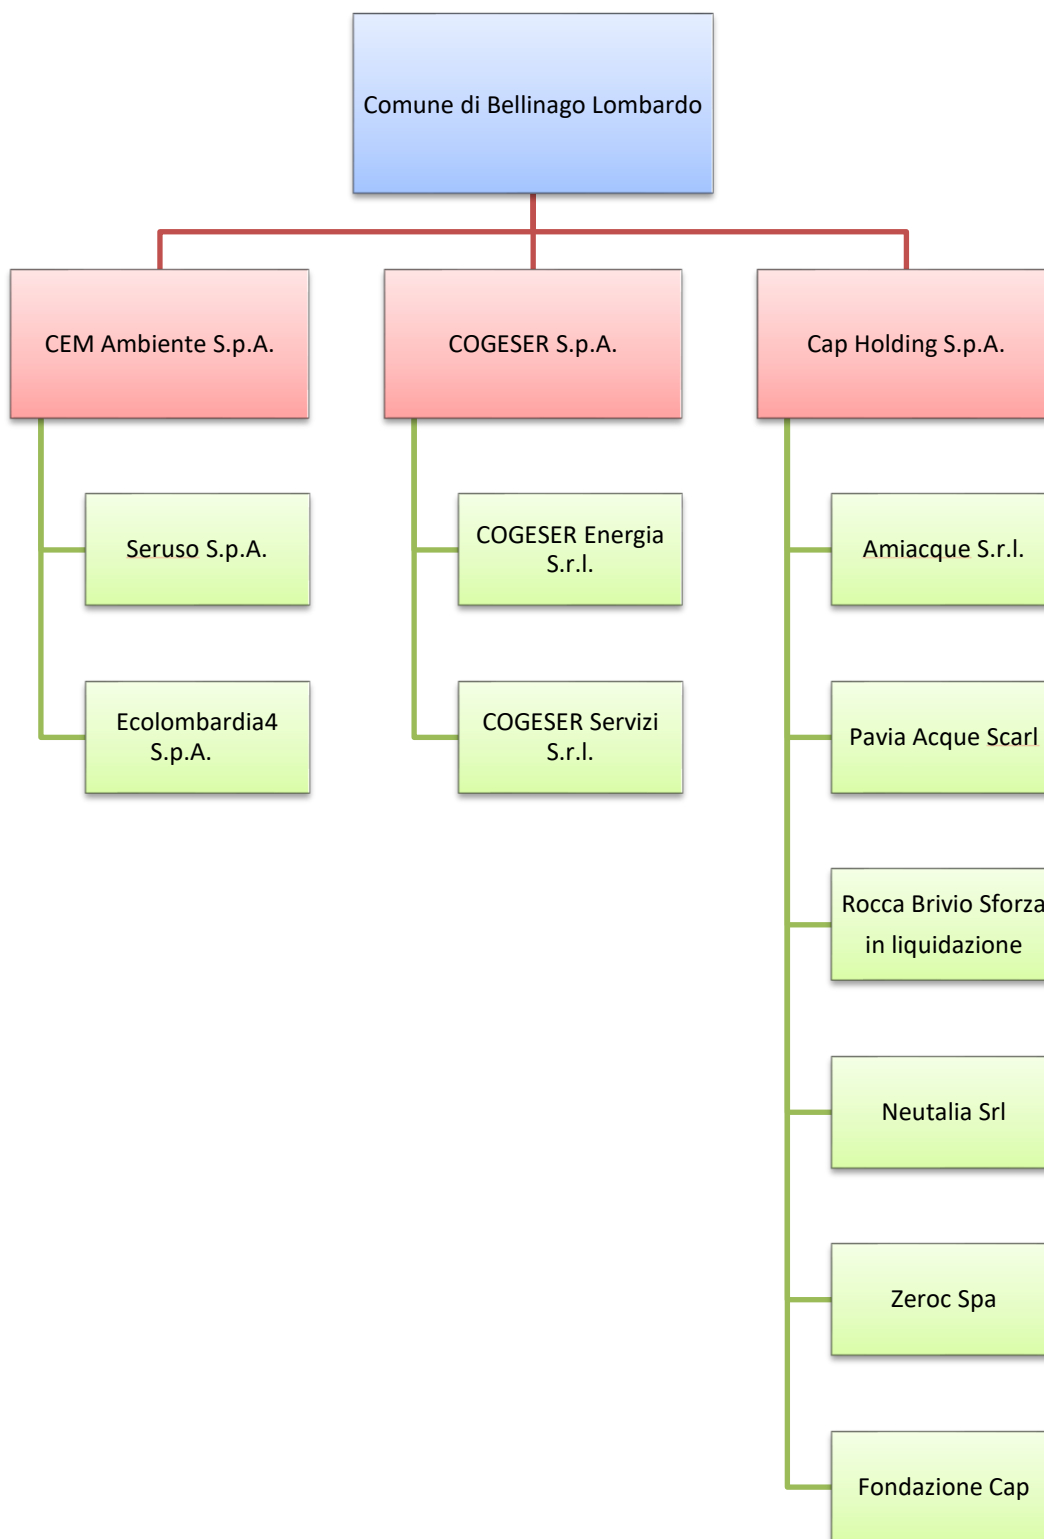 Comune di Bellinago Lombardo
CEM Ambiente S.p.A.
COGESER S.p.A.
Cap Holding S.p.A.
Seruso S.p.A.
Ecolombardia4
S.p.A.
COGESER Energia
S.r.l.
COGESER Servizi
S.r.l.
Amiacque S.r.l.
Pavia Acque Scarl
Rocca Brivio Sforza
in liquidazione
Neutalia Srl
Zeroc Spa
Fondazione Cap